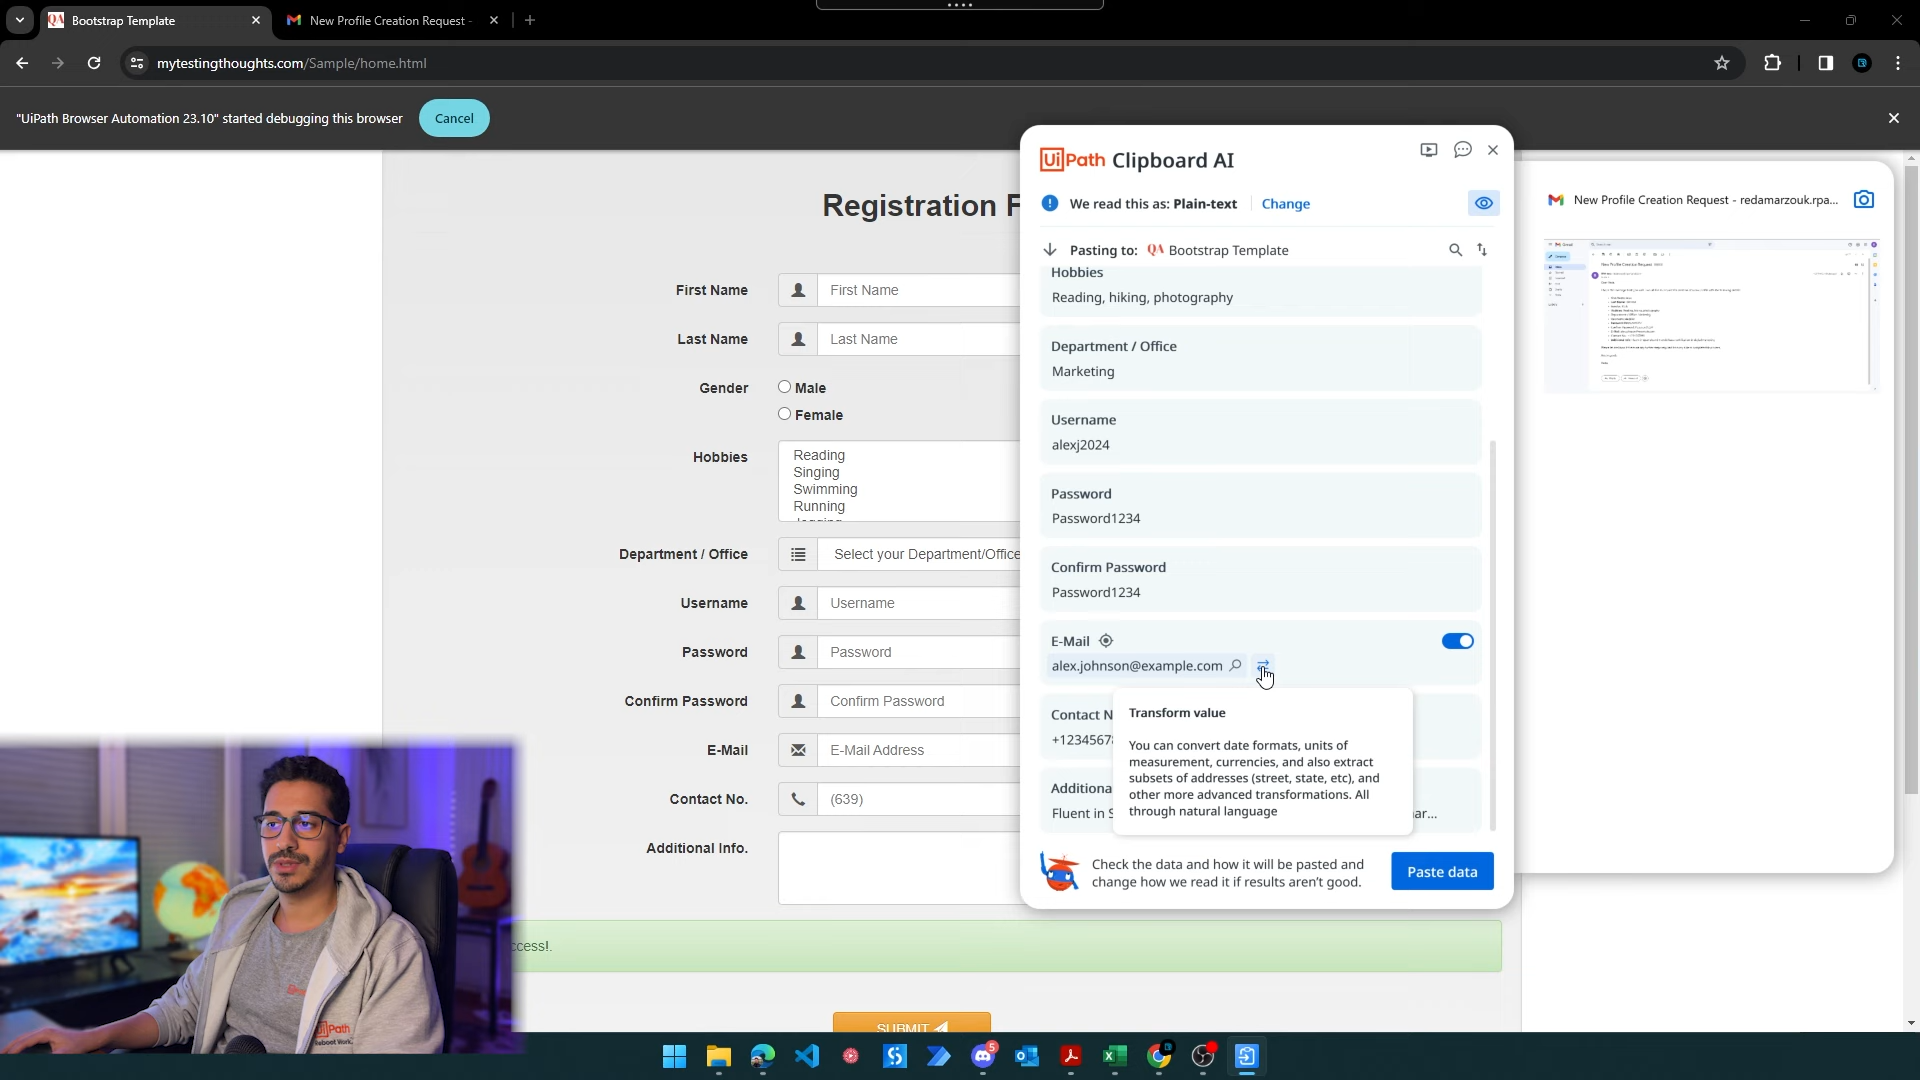 Bootstrap Template
New Profile Creation Request -
mytestingthoughts.com/Sample/home.html
"UiPath Browser Automation 23.10" started debugging this browser
Cancel
Registration F
First Name
First Name
Last Name
Last Name
Gender
Male
Female
Hobbies
Reading
Singing
Swimming
Running
Jogging
Department / Office
Select your Department/Office
Username
Username
Password
Password
Confirm Password
Confirm Password
E-Mail
E-Mail Address
Contact No.
(639)
Additional Info.
ccess!.
SUBMIT
UiPath Clipboard AI
We read this as: Plain-text
Change
Pasting to: QA Bootstrap Template
Hobbies
Reading, hiking, photography
Department / Office
Marketing
Username
alexj2024
Password
Password1234
Confirm Password
Password1234
E-Mail
alex.johnson@example.com
Contact N
+1234567
Additiona
Fluent in S
ar...
Transform value
You can convert date formats, units of
measurement, currencies, and also extract
subsets of addresses (street, state, etc), and
other more advanced transformations. All
through natural language
Check the data and how it will be pasted and
change how we read it if results aren't good.
Paste data
New Profile Creation Request - redamarzouk.rpa...
UiPath
Reboot Work.
5